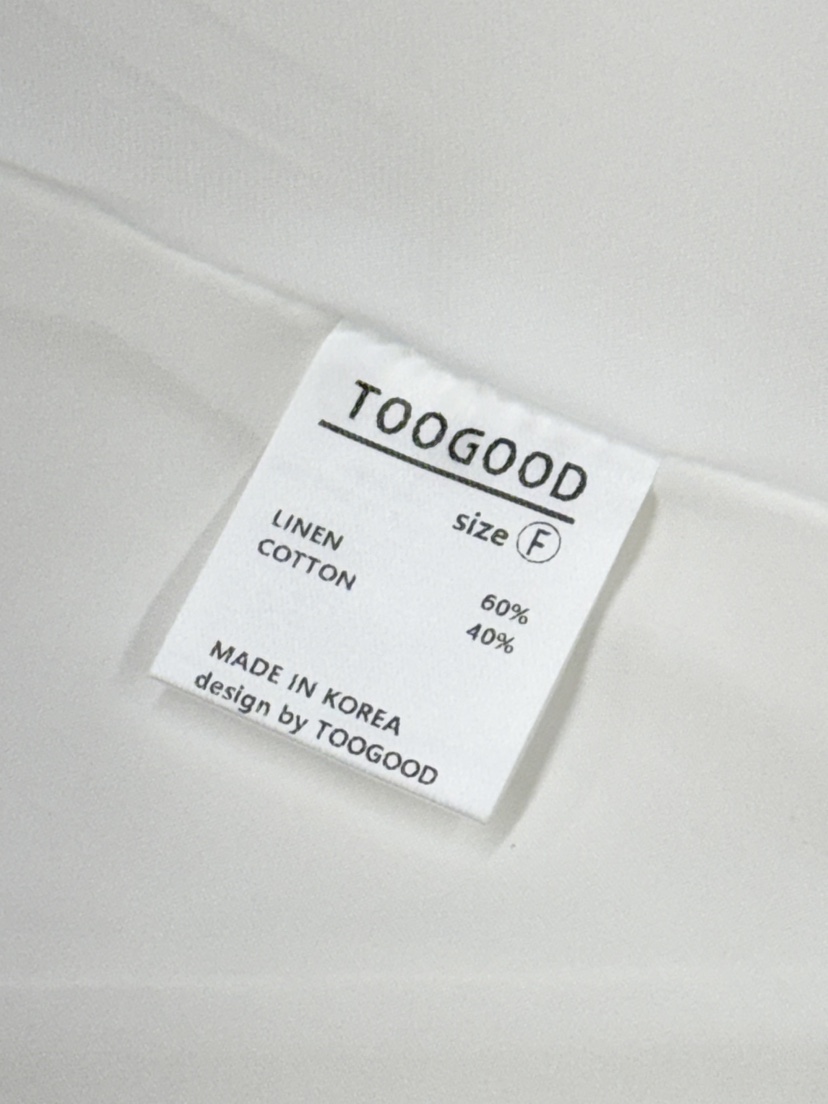 TOOGOOD
size Ⓕ
LINEN 60%
COTTON 40%
MADE IN KOREA
design by TOOGOOD